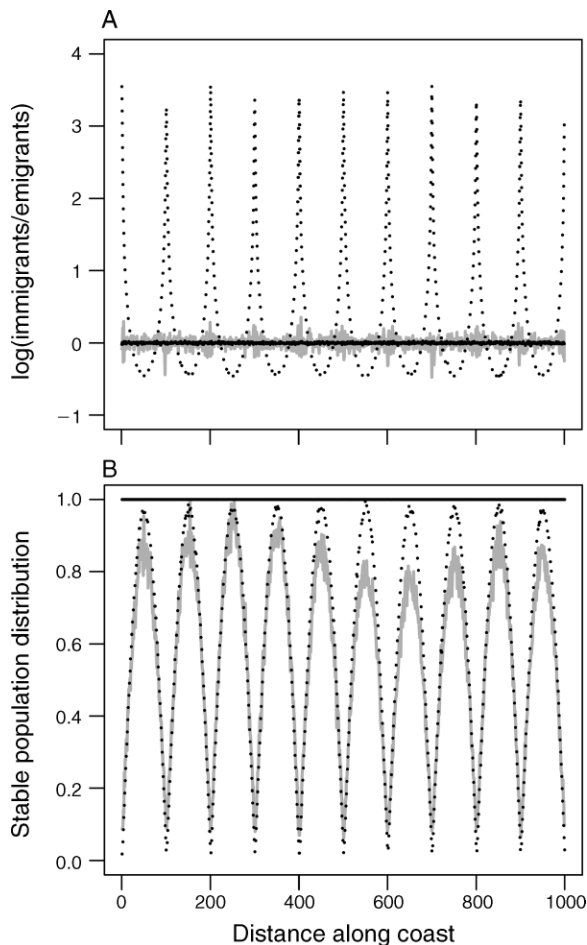 A
4
3
2
1
0
−1
log(immigrants/emigrants)
B
1.0
0.8
0.6
0.4
0.2
0.0
Stable population distribution
0 200 400 600 800 1000
Distance along coast